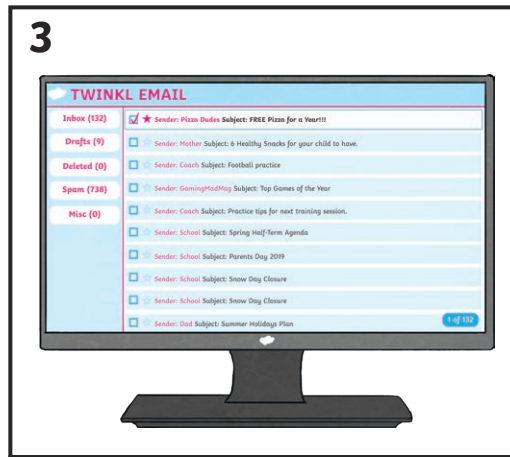 3
TWINKL EMAIL
Inbox (132)
Drafts (9)
Deleted (0)
Spam (738)
Misc (0)
Sender: Pizza Dudes Subject: FREE Pizza for a Year!!!
Sender: Mother Subject: 6 Healthy Snacks for your child to have.
Sender: Coach Subject: Football practice
Sender: GamingMadMag Subject: Top Games of the Year
Sender: Coach Subject: Practice tips for next training session.
Sender: School Subject: Spring Half-Term Agenda
Sender: School Subject: Parents Day 2019
Sender: School Subject: Snow Day Closure
Sender: School Subject: Snow Day Closure
Sender: Dad Subject: Summer Holidays Plan
1 of 132